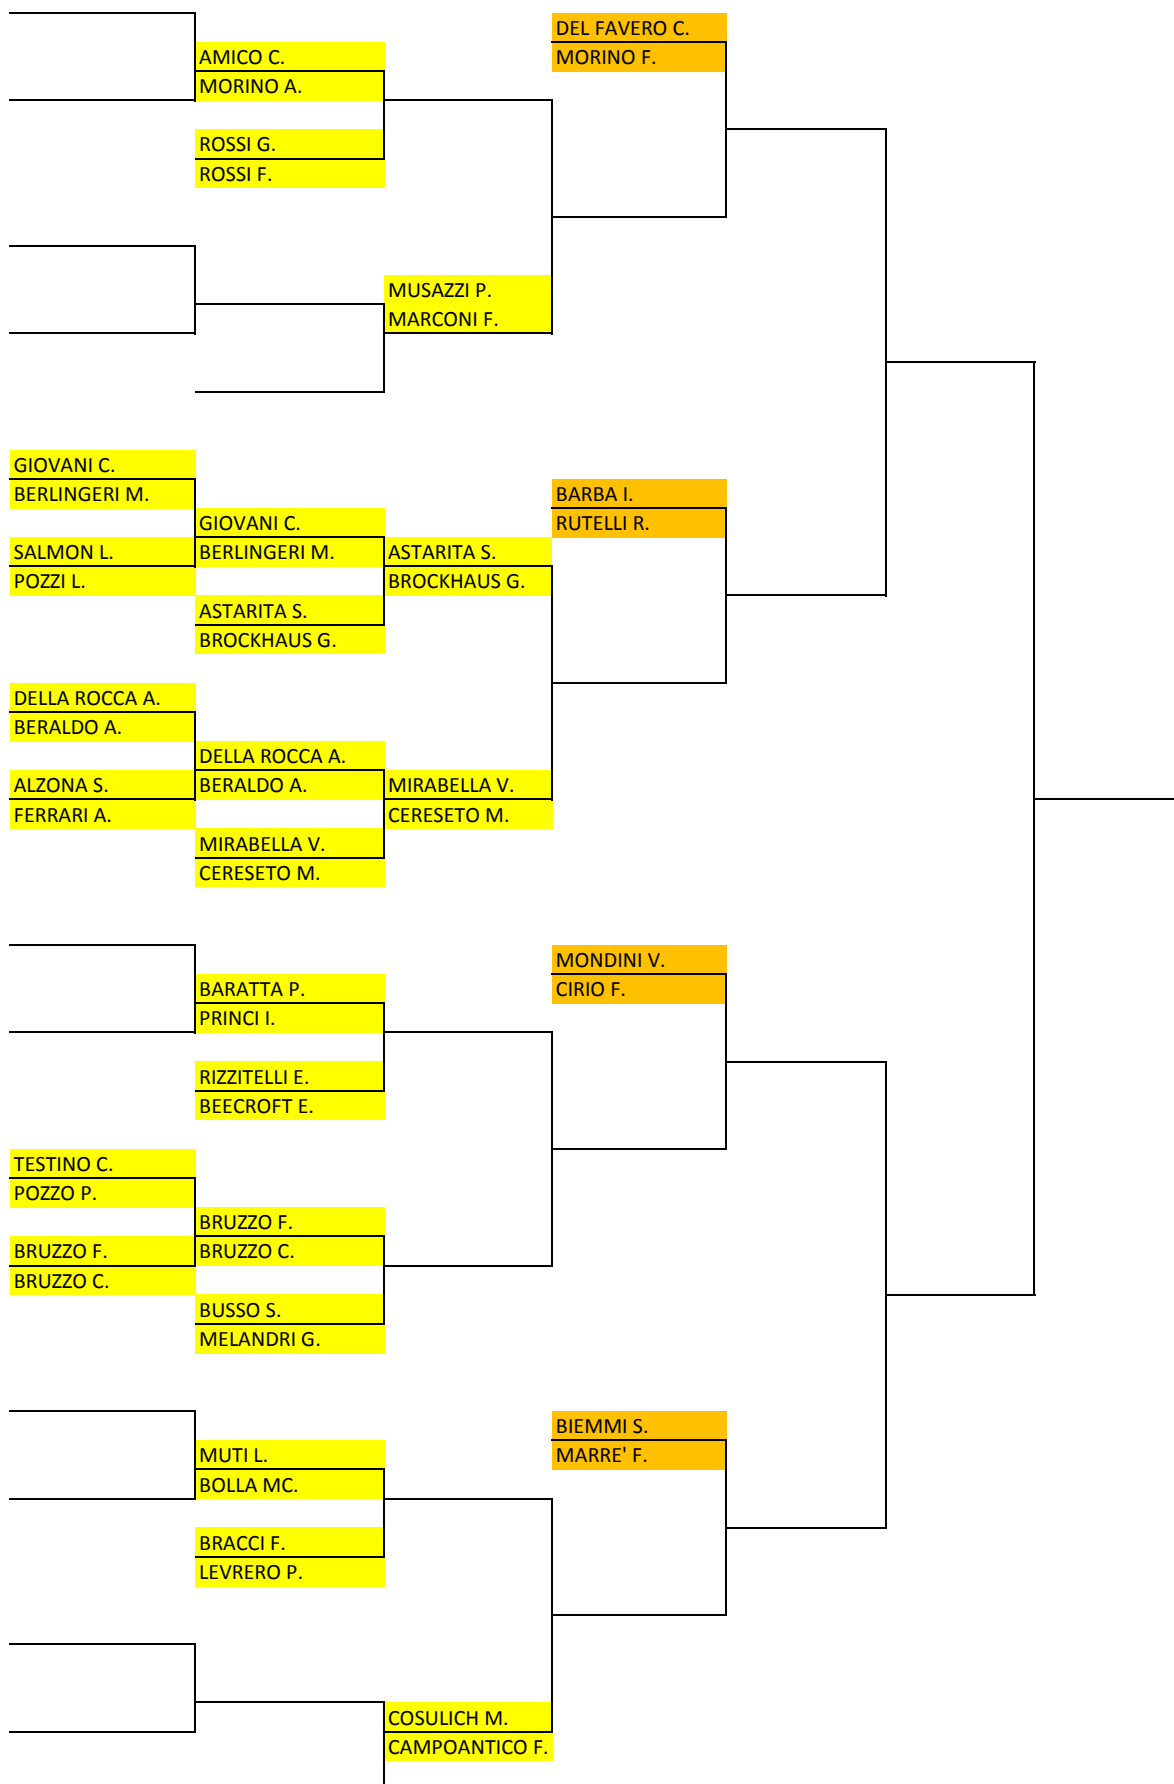 DEL FAVERO C.
MORINO F.
AMICO C.
MORINO A.
ROSSI G.
ROSSI F.
MUSAZZI P.
MARCONI F.
GIOVANI C.
BERLINGERI M.
SALMON L.
POZZI L.
GIOVANI C.
BERLINGERI M.
ASTARITA S.
BROCKHAUS G.
ASTARITA S.
BROCKHAUS G.
BARBA I.
RUTELLI R.
DELLA ROCCA A.
BERALDO A.
ALZONA S.
FERRARI A.
DELLA ROCCA A.
BERALDO A.
MIRABELLA V.
CERESETO M.
MIRABELLA V.
CERESETO M.
MONDINI V.
CIRIO F.
BARATTA P.
PRINCI I.
RIZZITELLI E.
BEECROFT E.
TESTINO C.
POZZO P.
BRUZZO F.
BRUZZO C.
BRUZZO F.
BRUZZO C.
BUSSO S.
MELANDRI G.
BIEMMI S.
MARRE' F.
MUTI L.
BOLLA MC.
BRACCI F.
LEVRERO P.
COSULICH M.
CAMPOANTICO F.